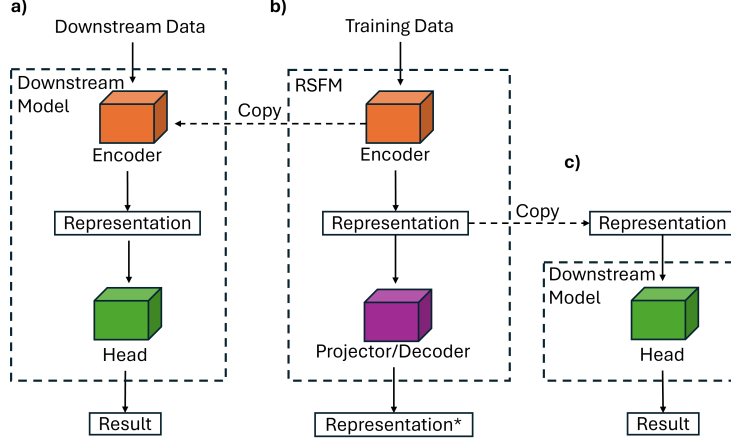 a)
Downstream Data
Downstream
Model
Encoder
Representation
Head
Result
Copy
b)
Training Data
RSFM
Encoder
Representation
Projector/Decoder
Representation*
Copy
c)
Representation
Downstream
Model
Head
Result